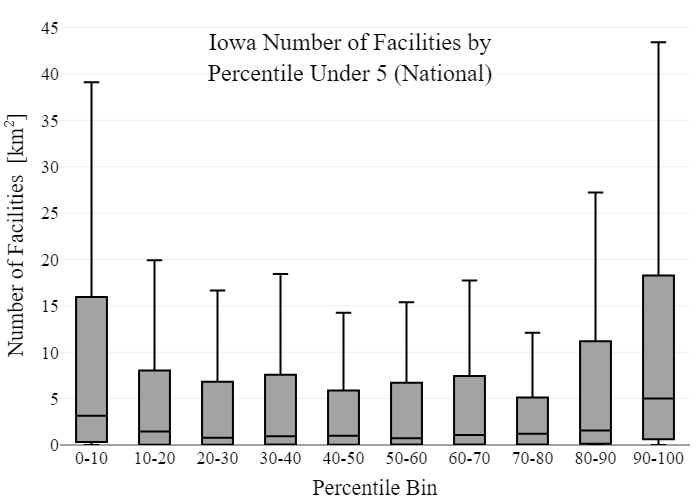 Iowa Number of Facilities by
Percentile Under 5 (National)
Number of Facilities [km²]
45
40
35
30
25
20
15
10
5
0
0-10 10-20 20-30 30-40 40-50 50-60 60-70 70-80 80-90 90-100
Percentile Bin